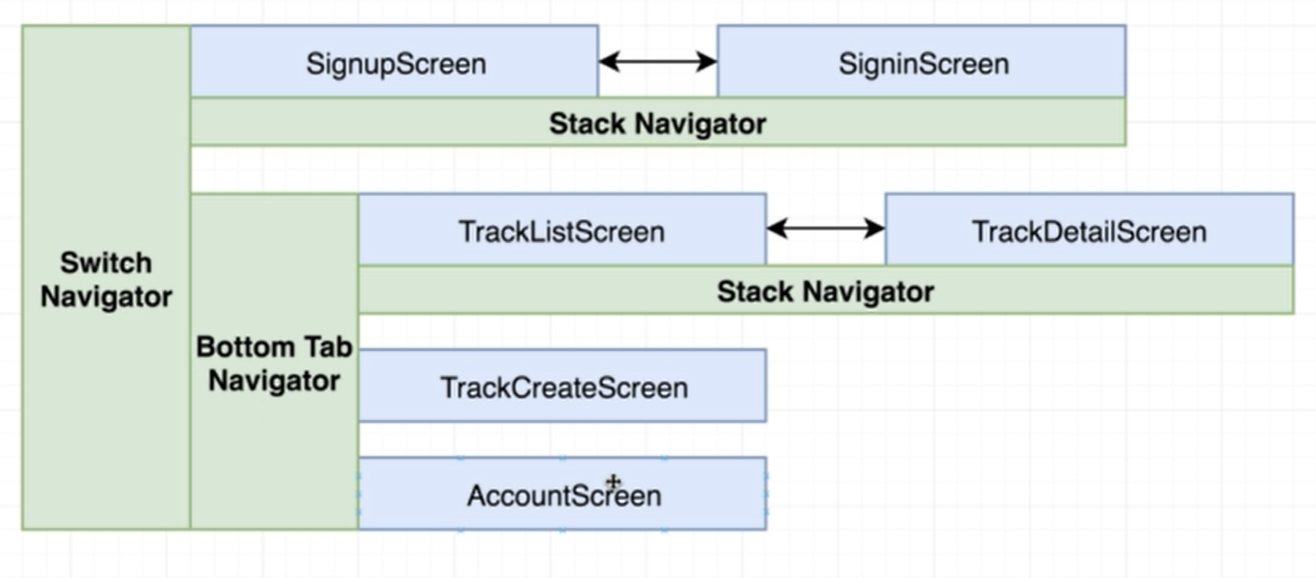 SignupScreen
SigninScreen
Stack Navigator
Switch
Navigator
Bottom Tab
Navigator
TrackListScreen
TrackDetailScreen
Stack Navigator
TrackCreateScreen
AccountScreen